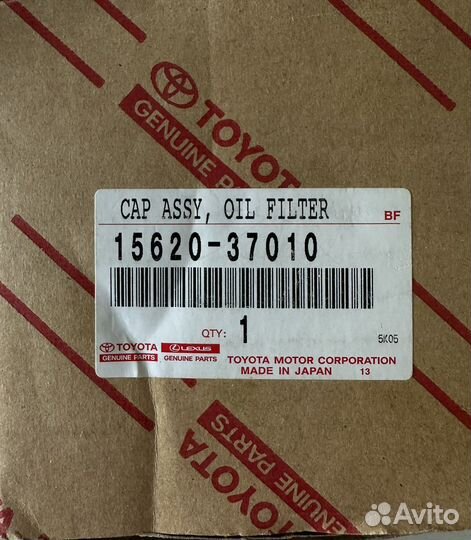 TOYOTA
GENUINE PARTS
CAP ASSY, OIL FILTER
BF
15620-37010
QTY: 1
5K05
TOYOTA
GENUINE PARTS
LEXUS
GENUINE PARTS
TOYOTA MOTOR CORPORATION
MADE IN JAPAN 13
TOYOTA
GENUINE PARTS
Avito